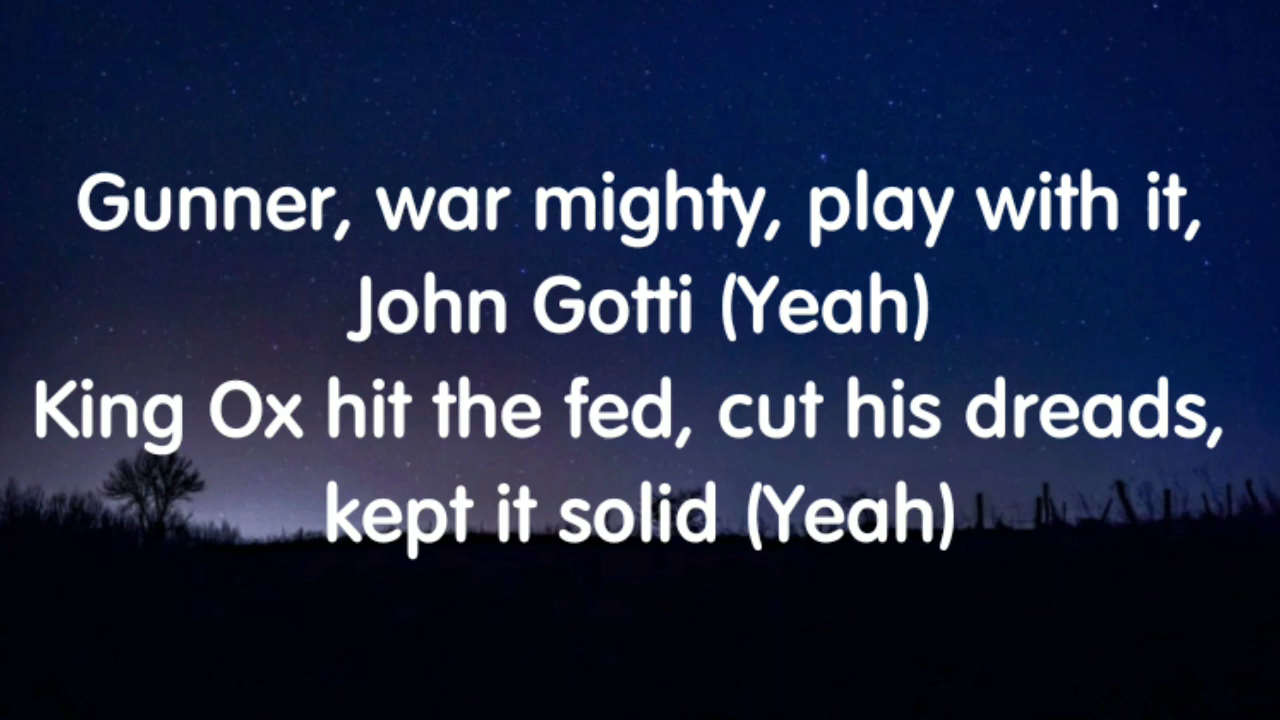 Gunner, war mighty, play with it,
John Gotti (Yeah)
King Ox hit the fed, cut his dreads,
kept it solid (Yeah)